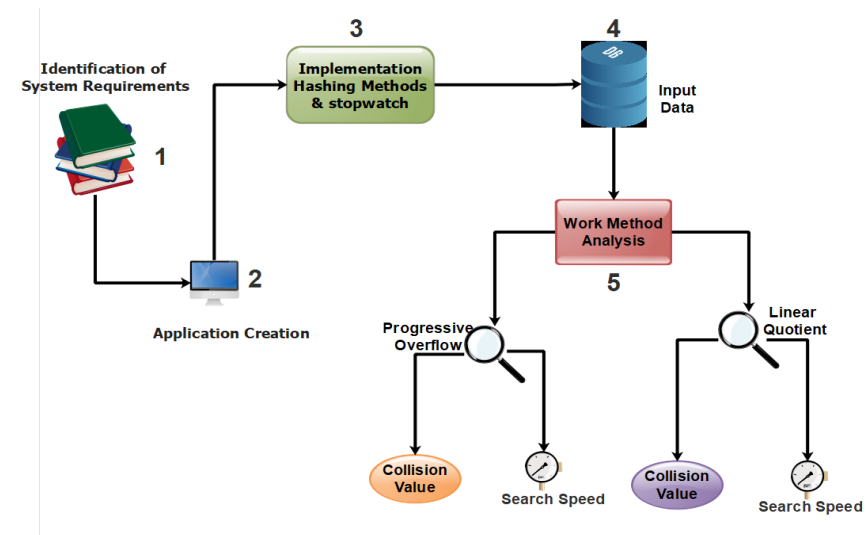 3
4
Identification of
System Requirements
Implementation
Hashing Methods
& stopwatch
Input
Data
1
Work Method
Analysis
2
5
Application Creation
Progressive
Overflow
Linear
Quotient
Collision
Value
Search Speed
Collision
Value
Search Speed